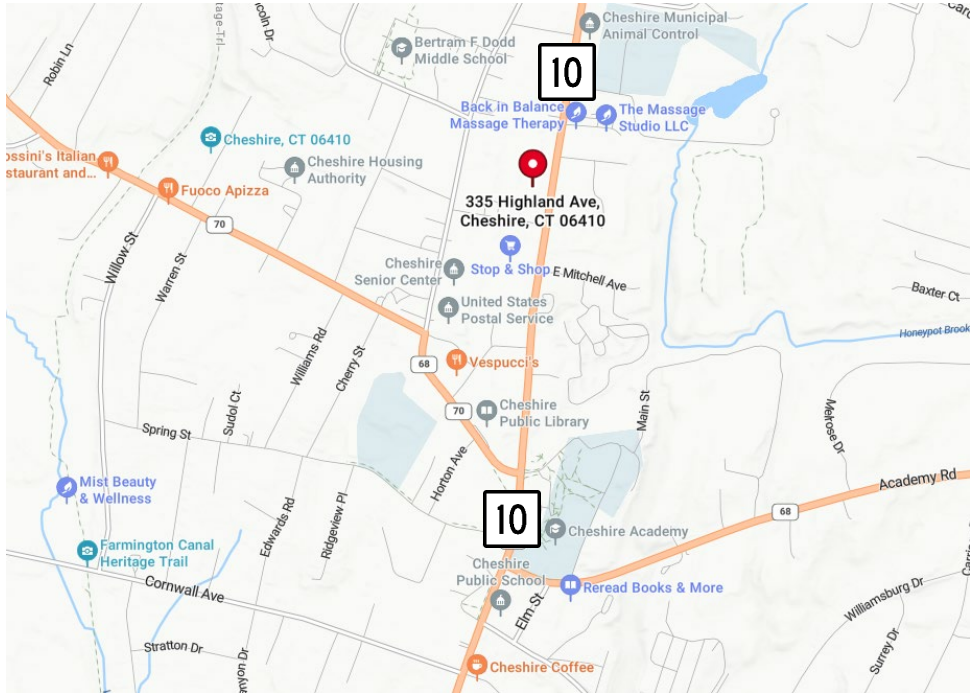 Cheshire Municipal
Animal Control
Bertram F Dodd
Middle School
Robin Ln
10
Back in Balance
Massage Therapy
The Massage
Studio LLC
Cheshire, CT 06410
Cheshire Housing
Authority
ossini's Italian
staurant and...
Fuoco Apizza
335 Highland Ave,
Cheshire, CT 06410
70
Willow St
Warren St
Cheshire
Senior Center
Stop & Shop
E Mitchell Ave
Baxter Ct
United States
Postal Service
Honeypot Brook
Williams Rd
Cherry St
68
Vespucci's
Sudol Ct.
70
Cheshire
Public Library
Main St
Melrose Dr
Spring St
Horton Ave
Mist Beauty
& Wellness
Academy Rd
Edwards Rd
Ridgeview Pl
10
68
Cheshire Academy
Farmington Canal
Heritage Trail
Cornwall Ave
Cheshire
Public School
Reread Books & More
Elm St
Williamsburg Dr
Surrey Dr
Stratton Dr
Cheshire Coffee